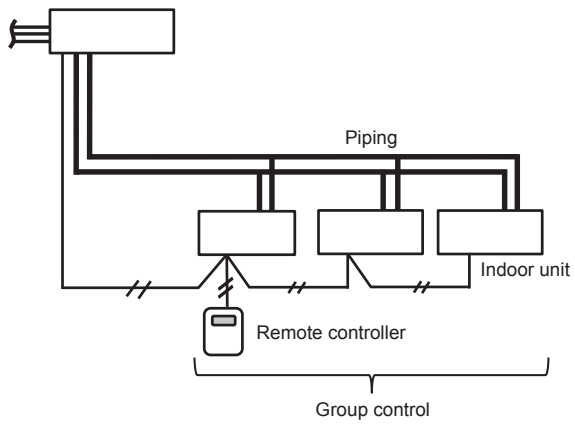 Piping
Indoor unit
Remote controller
Group control